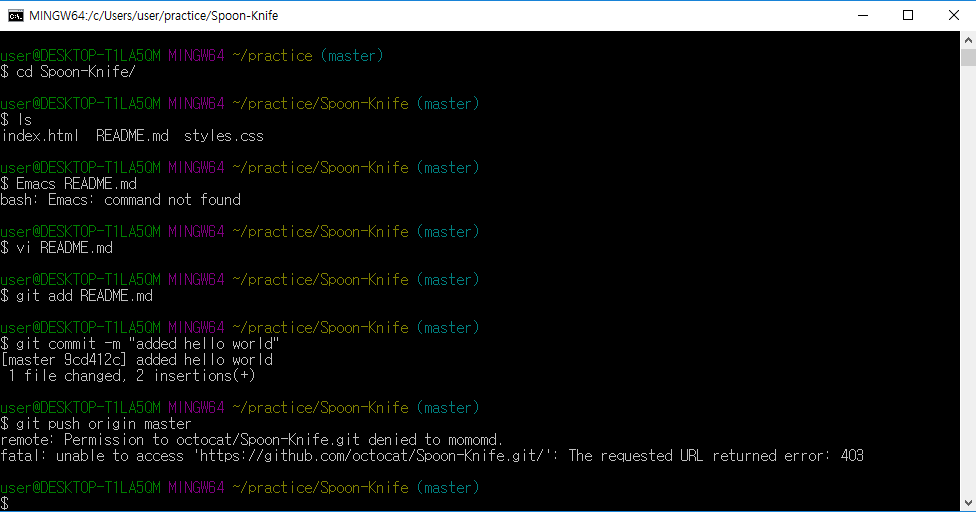 MINGW64:/c/Users/user/practice/Spoon-Knife
user@DESKTOP-T1LA5QM MINGW64 ~/practice (master)
$ cd Spoon-Knife/
user@DESKTOP-T1LA5QM MINGW64 ~/practice/Spoon-Knife (master)
$ ls
index.html  README.md  styles.css
user@DESKTOP-T1LA5QM MINGW64 ~/practice/Spoon-Knife (master)
$ Emacs README.md
bash: Emacs: command not found
user@DESKTOP-T1LA5QM MINGW64 ~/practice/Spoon-Knife (master)
$ vi README.md
user@DESKTOP-T1LA5QM MINGW64 ~/practice/Spoon-Knife (master)
$ git add README.md
user@DESKTOP-T1LA5QM MINGW64 ~/practice/Spoon-Knife (master)
$ git commit -m "added hello world"
[master 9cd412c] added hello world
 1 file changed, 2 insertions(+)
user@DESKTOP-T1LA5QM MINGW64 ~/practice/Spoon-Knife (master)
$ git push origin master
remote: Permission to octocat/Spoon-Knife.git denied to momomd.
fatal: unable to access 'https://github.com/octocat/Spoon-Knife.git/': The requested URL returned error: 403
user@DESKTOP-T1LA5QM MINGW64 ~/practice/Spoon-Knife (master)
$